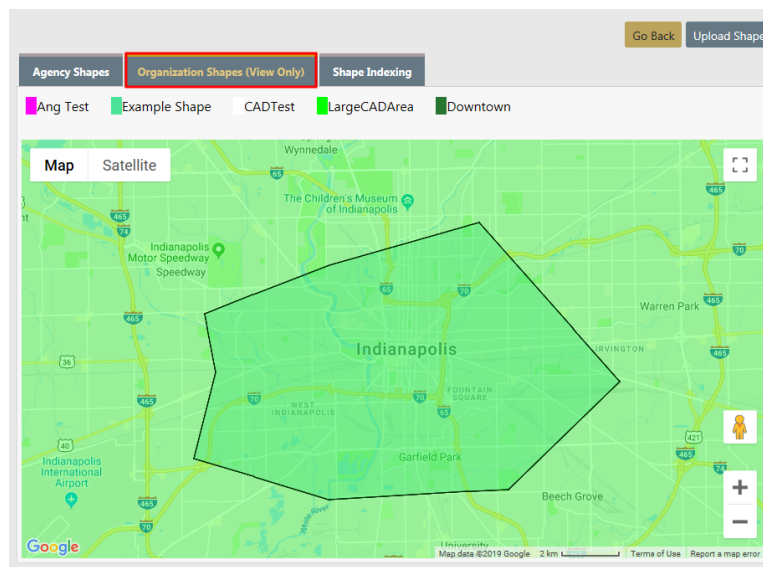 Go Back
Upload Shape
Agency Shapes
Organization Shapes (View Only)
Shape Indexing
Ang Test
Example Shape
CADTest
LargeCADArea
Downtown
Map
Satellite
Wynnedale
65
The Children's Museum
of Indianapolis
465
465
74
Indianapolis
Motor Speedway
Speedway
70
65
70
Warren Park
465
465
Indianapolis
IRVINGTON
465
36
70
WEST
INDIANAPOLIS
465
70
FOUNTAIN
SQUARE
65
421
40
Garfield Park
465
Indianapolis
International
Airport
74
465
Beech Grove
White River
70
University
Google
Map data ©2019 Google
2 km
Terms of Use
Report a map error